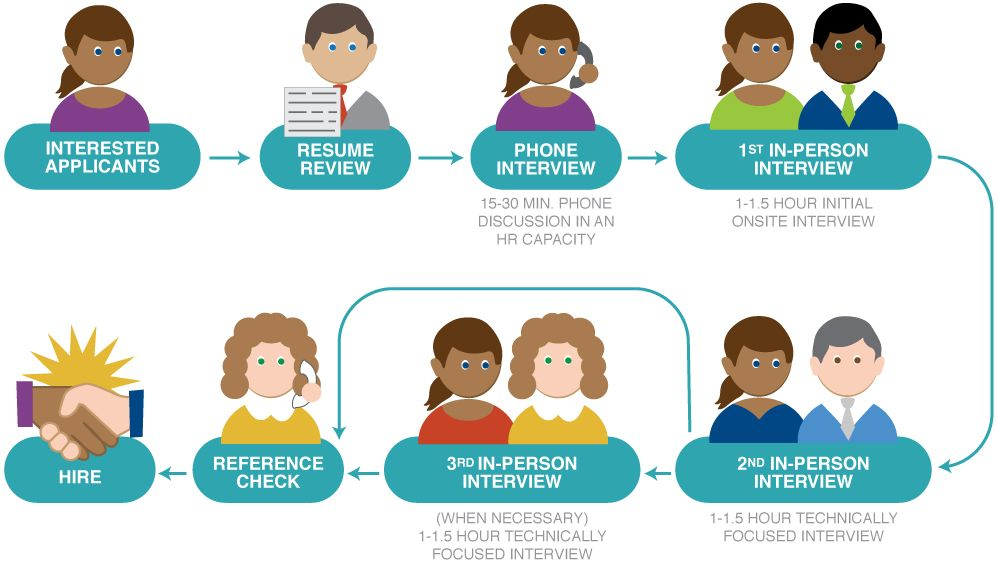 INTERESTED
APPLICANTS
RESUME
REVIEW
PHONE
INTERVIEW
15-30 MIN. PHONE
DISCUSSION IN AN
HR CAPACITY
1ST IN-PERSON
INTERVIEW
1-1.5 HOUR INITIAL
ONSITE INTERVIEW
2ND IN-PERSON
INTERVIEW
1-1.5 HOUR TECHNICALLY
FOCUSED INTERVIEW
3RD IN-PERSON
INTERVIEW
(WHEN NECESSARY)
1-1.5 HOUR TECHNICALLY
FOCUSED INTERVIEW
REFERENCE
CHECK
HIRE